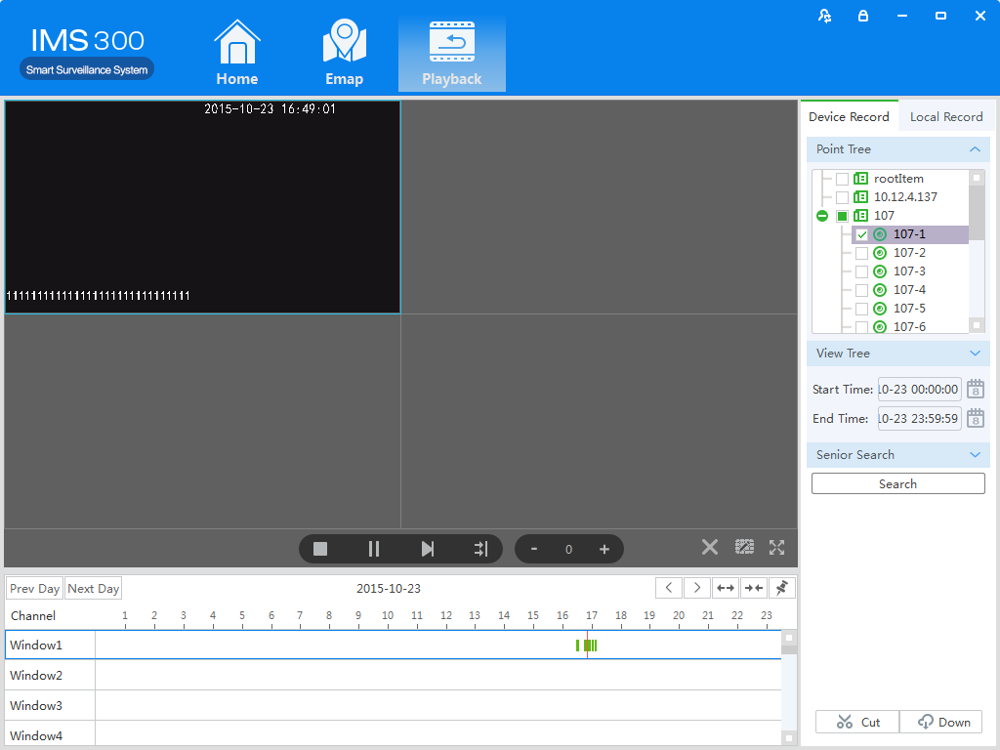 IMS 300
Smart Surveillance System
Home
Emap
Playback
2015-10-23 16:49:01
111111111111111111111111111111
Device Record
Local Record
Point Tree
rootItem
10.12.4.137
107
107-1
107-2
107-3
107-4
107-5
107-6
View Tree
Start Time: 10-23 00:00:00
8
End Time: 10-23 23:59:59
8
Senior Search
Search
- 0 +
Prev Day Next Day 2015-10-23
Channel 1 2 3 4 5 6 7 8 9 10 11 12 13 14 15 16 17 18 19 20 21 22 23
Window1
Window2
Window3
Window4
Cut Down